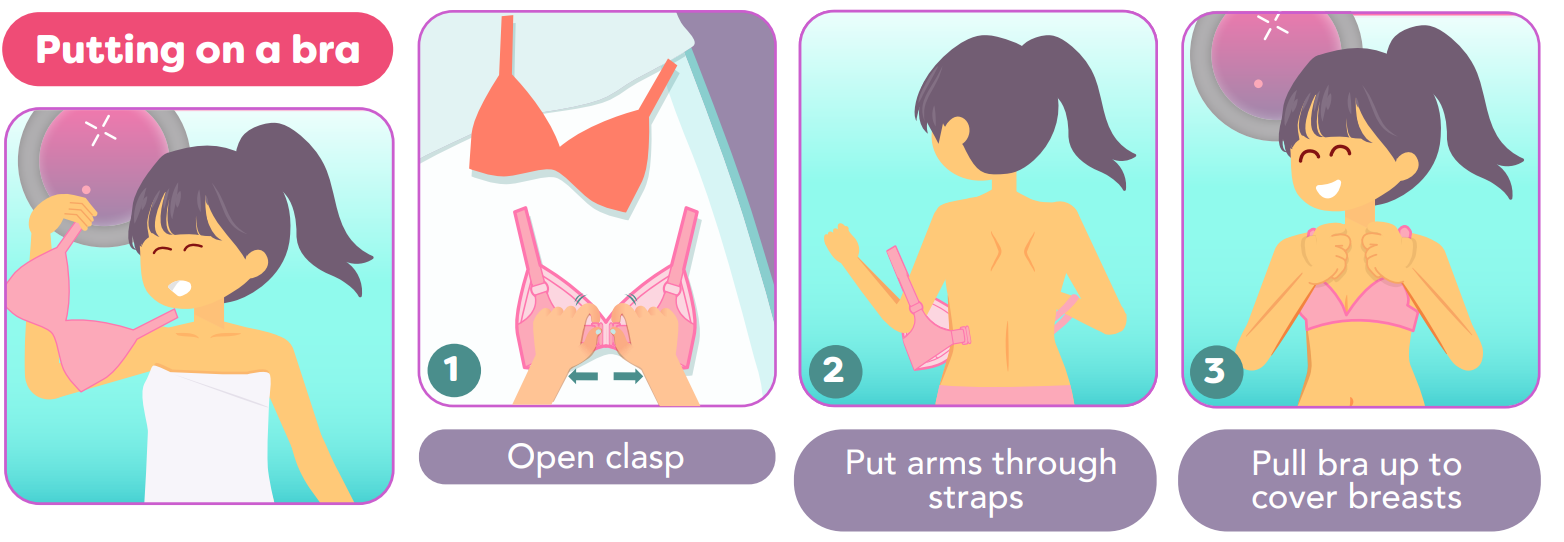 Putting on a bra
1
Open clasp
2
Put arms through
straps
3
Pull bra up to
cover breasts